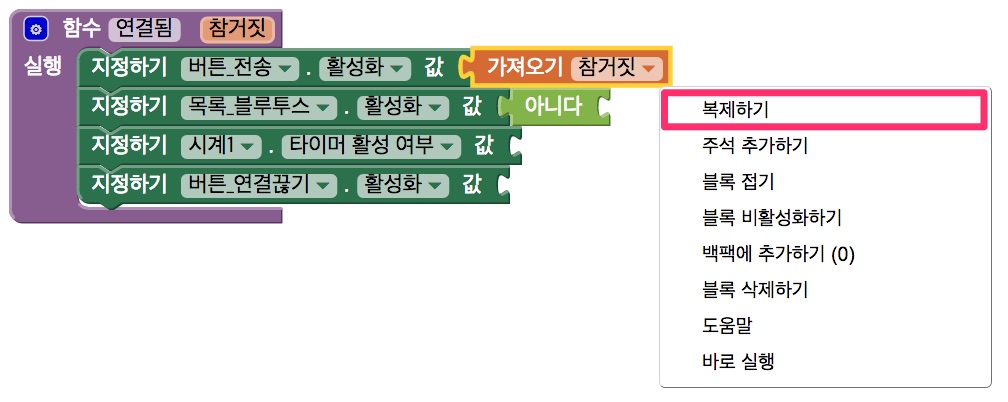 함수 연결됨 참거짓
실행 지정하기 버튼_전송 . 활성화 값 가져오기 참거짓
지정하기 목록_블루투스 . 활성화 값 아니다
지정하기 시계1 . 타이머 활성 여부 값
지정하기 버튼_연결끊기 . 활성화 값
복제하기
주석 추가하기
블록 접기
블록 비활성화하기
백팩에 추가하기 (0)
블록 삭제하기
도움말
바로 실행